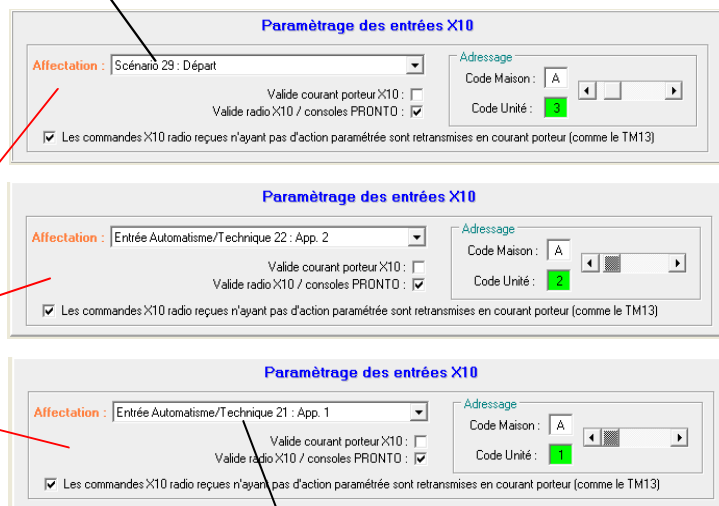 Paramètrage des entrées X10
Affectation : Scénario 29 : Départ
Adressage
Code Maison : A
Valide courant porteur X10 :
Code Unité : 3
Valide radio X10 / consoles PRONTO :
Les commandes X10 radio reçues n'ayant pas d'action paramétrée sont retransmises en courant porteur (comme le TM13)
Paramètrage des entrées X10
Affectation : Entrée Automatisme/Technique 22 : App. 2
Adressage
Code Maison : A
Valide courant porteur X10 :
Code Unité : 2
Valide radio X10 / consoles PRONTO :
Les commandes X10 radio reçues n'ayant pas d'action paramétrée sont retransmises en courant porteur (comme le TM13)
Paramètrage des entrées X10
Affectation : Entrée Automatisme/Technique 21 : App. 1
Adressage
Code Maison : A
Valide courant porteur X10 :
Code Unité : 1
Valide radio X10 / consoles PRONTO :
Les commandes X10 radio reçues n'ayant pas d'action paramétrée sont retransmises en courant porteur (comme le TM13)